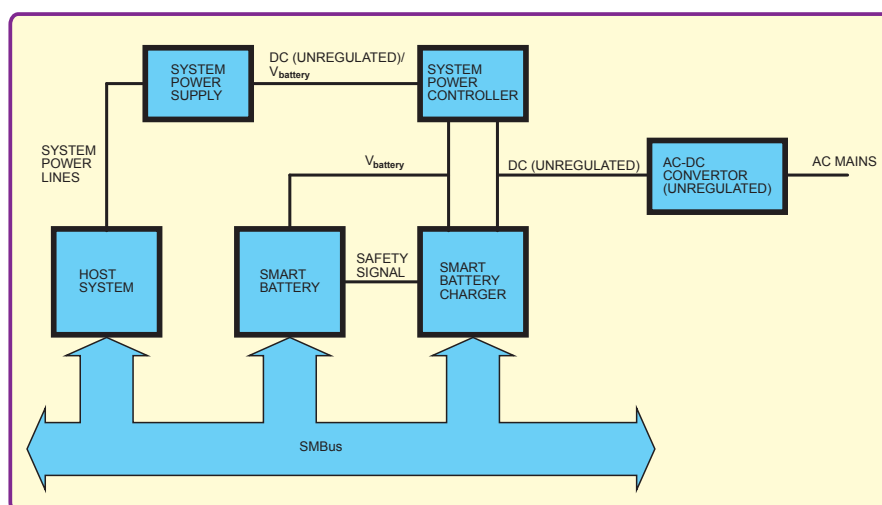 SYSTEM
POWER
SUPPLY
DC (UNREGULATED)/
Vbattery
SYSTEM
POWER
CONTROLLER
SYSTEM
POWER
LINES
Vbattery
DC (UNREGULATED)
AC-DC
CONVERTOR
(UNREGULATED)
AC MAINS
HOST
SYSTEM
SMART
BATTERY
SAFETY
SIGNAL
SMART
BATTERY
CHARGER
SMBus